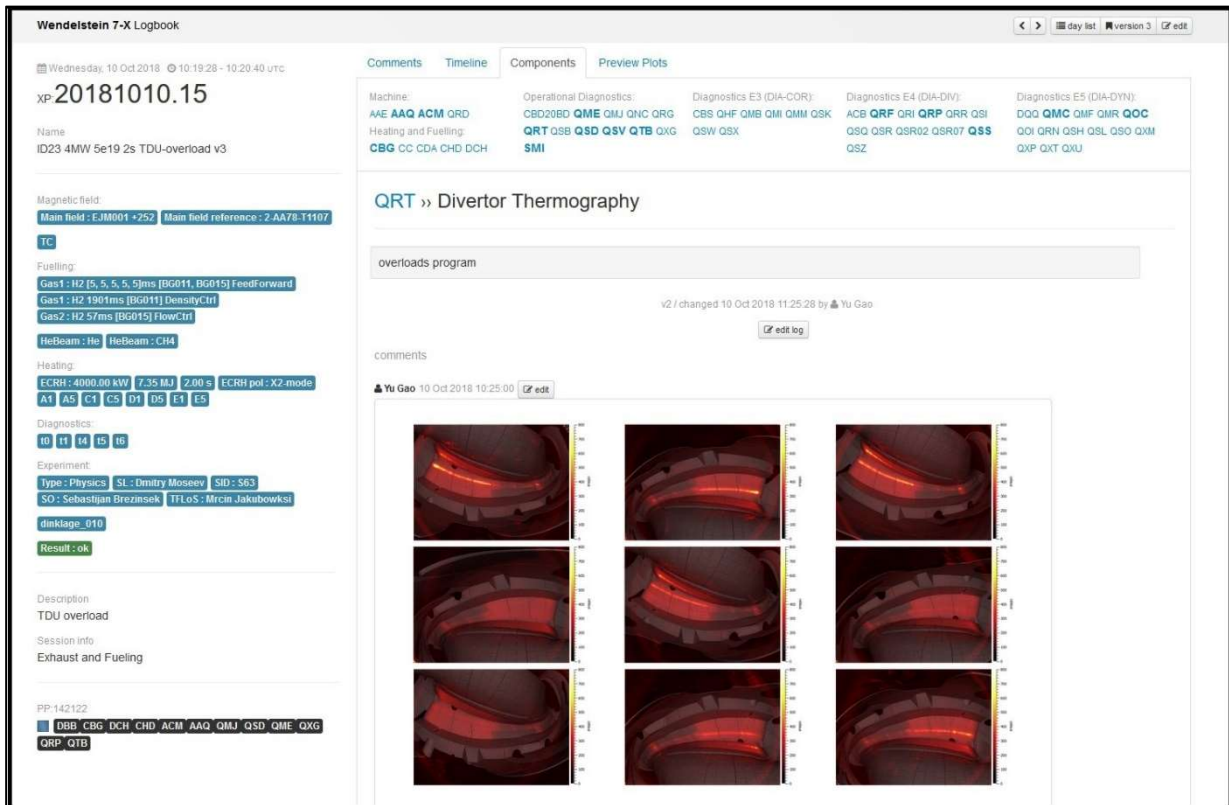 Wendelstein 7-X Logbook
day list version 3 edit
Wednesday, 10 Oct 2018 10:19:28 - 10:20:40 UTC
XP:20181010.15
Name
ID23 4MW 5e19 2s TDU-overload v3
Magnetic field:
Main field : EJM001 +252 Main field reference : 2-AA78-T1107
TC
Fuelling:
Gas1 : H2 [5, 5, 5, 5, 5]ms [BG011, BG015] FeedForward
Gas1 : H2 1901ms [BG011] DensityCtrl
Gas2 : H2 57ms [BG015] FlowCtrl
HeBeam : He HeBeam : CH4
Heating:
ECRH : 4000.00 kW 7.35 MJ 2.00 s ECRH pol : X2-mode
A1 A5 C1 C5 D1 D5 E1 E5
Diagnostics:
t0 t1 t4 t5 t6
Experiment:
Type : Physics SL : Dmitry Moseev SID : S63
SO : Sebastijan Brezinsek TFLoS : Mrcin Jakubowksi
dinklage_010
Result : ok
Description
TDU overload
Session info
Exhaust and Fueling
PP:142122
DBB CBG DCH CHD ACM AAQ QMJ QSD QME QXG
QRP QTB
Comments Timeline Components Preview Plots
Machine:
AAE AAQ ACM QRD
Heating and Fuelling:
CBG CC CDA CHD DCH
Operational Diagnostics:
CBD20BD QME QMJ QNC QRG
QRT QSB QSD QSV QTB QXG
SMI
Diagnostics E3 (DIA-COR):
CBS QHF QMB QMI QMM QSK
QSW QSX
Diagnostics E4 (DIA-DIV):
ACB QRF QRI QRP QRR QSI
QSQ QSR QSR02 QSR07 QSS
QSZ
Diagnostics E5 (DIA-DYN):
DQQ QMC QMF QMR QOC
QOI QRN QSH QSL QSO QXM
QXP QXT QXU
QRT ›› Divertor Thermography
overloads program
v2 / changed 10 Oct 2018 11:25:28 by Yu Gao
edit log
comments
Yu Gao 10 Oct 2018 10:25:00 edit